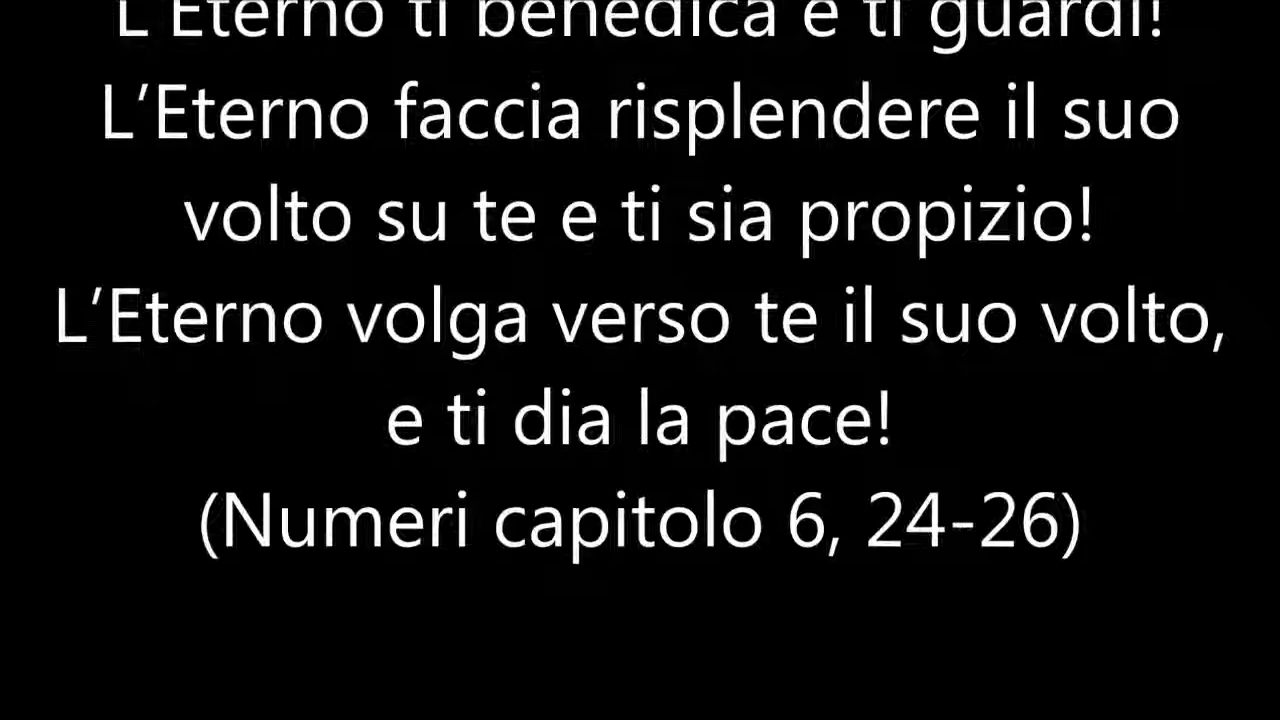 L’Eterno ti benedica e ti guardi!
L’Eterno faccia risplendere il suo
volto su te e ti sia propizio!
L’Eterno volga verso te il suo volto,
e ti dia la pace!
(Numeri capitolo 6, 24-26)